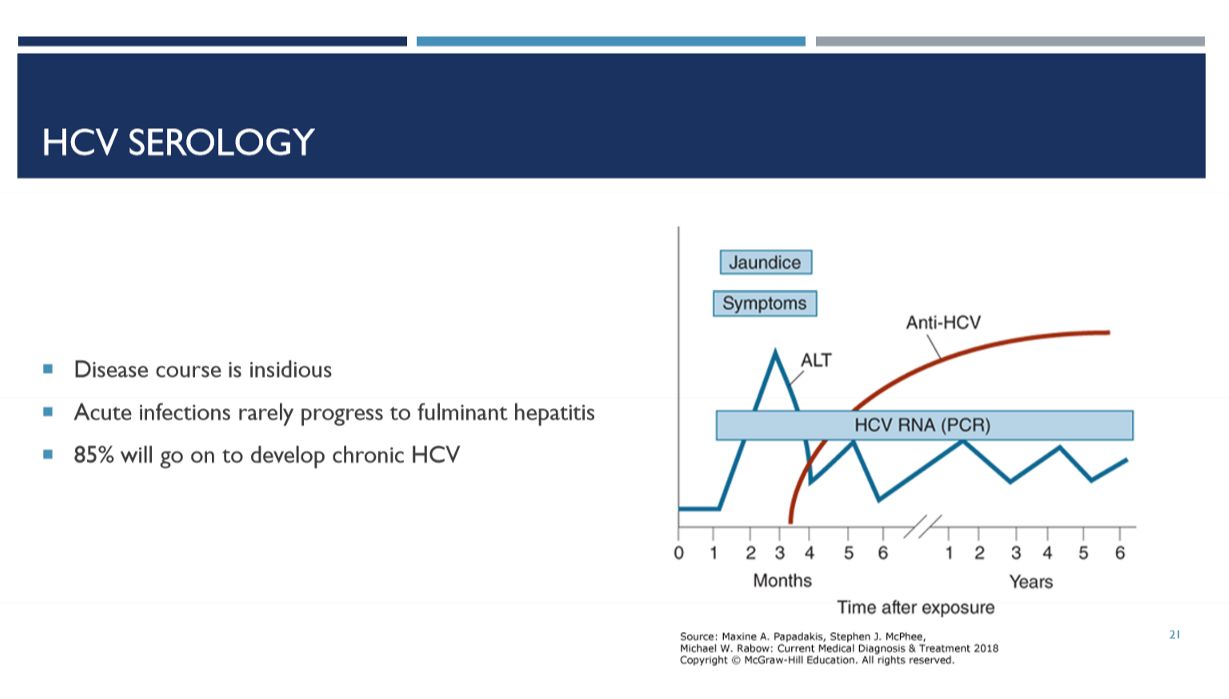 HCV SEROLOGY
Disease course is insidious
Acute infections rarely progress to fulminant hepatitis
85% will go on to develop chronic HCV
Jaundice
Symptoms
Anti-HCV
ALT
HCV RNA (PCR)
0 1 2 3 4 5 6 1 2 3 4 5 6
Months Years
Time after exposure
Source: Maxine A. Papadakis, Stephen J. McPhee,
Michael W. Rabow: Current Medical Diagnosis & Treatment 2018
Copyright © McGraw-Hill Education. All rights reserved.
21